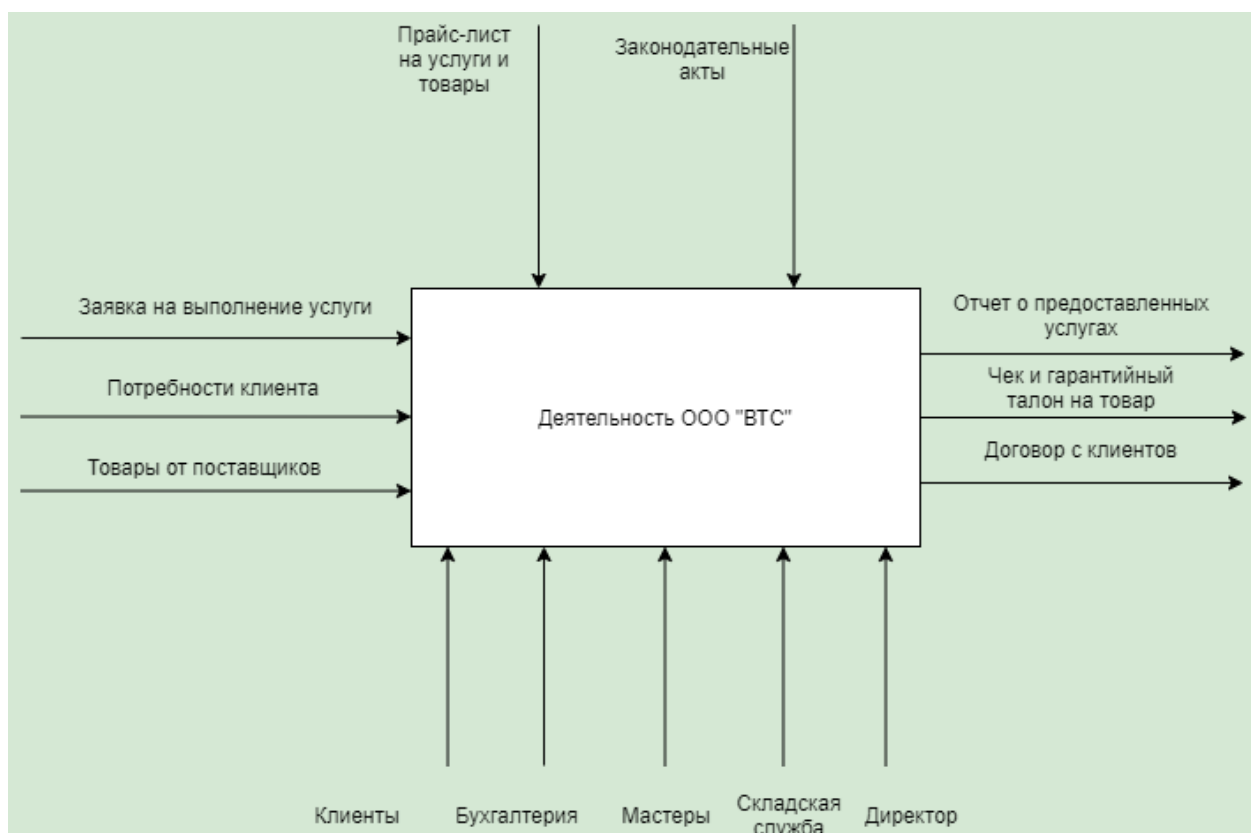 Прайс-лист
на услуги и
товары
Законодательные
акты
Заявка на выполнение услуги
Потребности клиента
Товары от поставщиков
Деятельность ООО "ВТС"
Отчет о предоставленных
услугах
Чек и гарантийный
талон на товар
Договор с клиентов
Клиенты
Бухгалтерия
Мастеры
Складская
служба
Директор